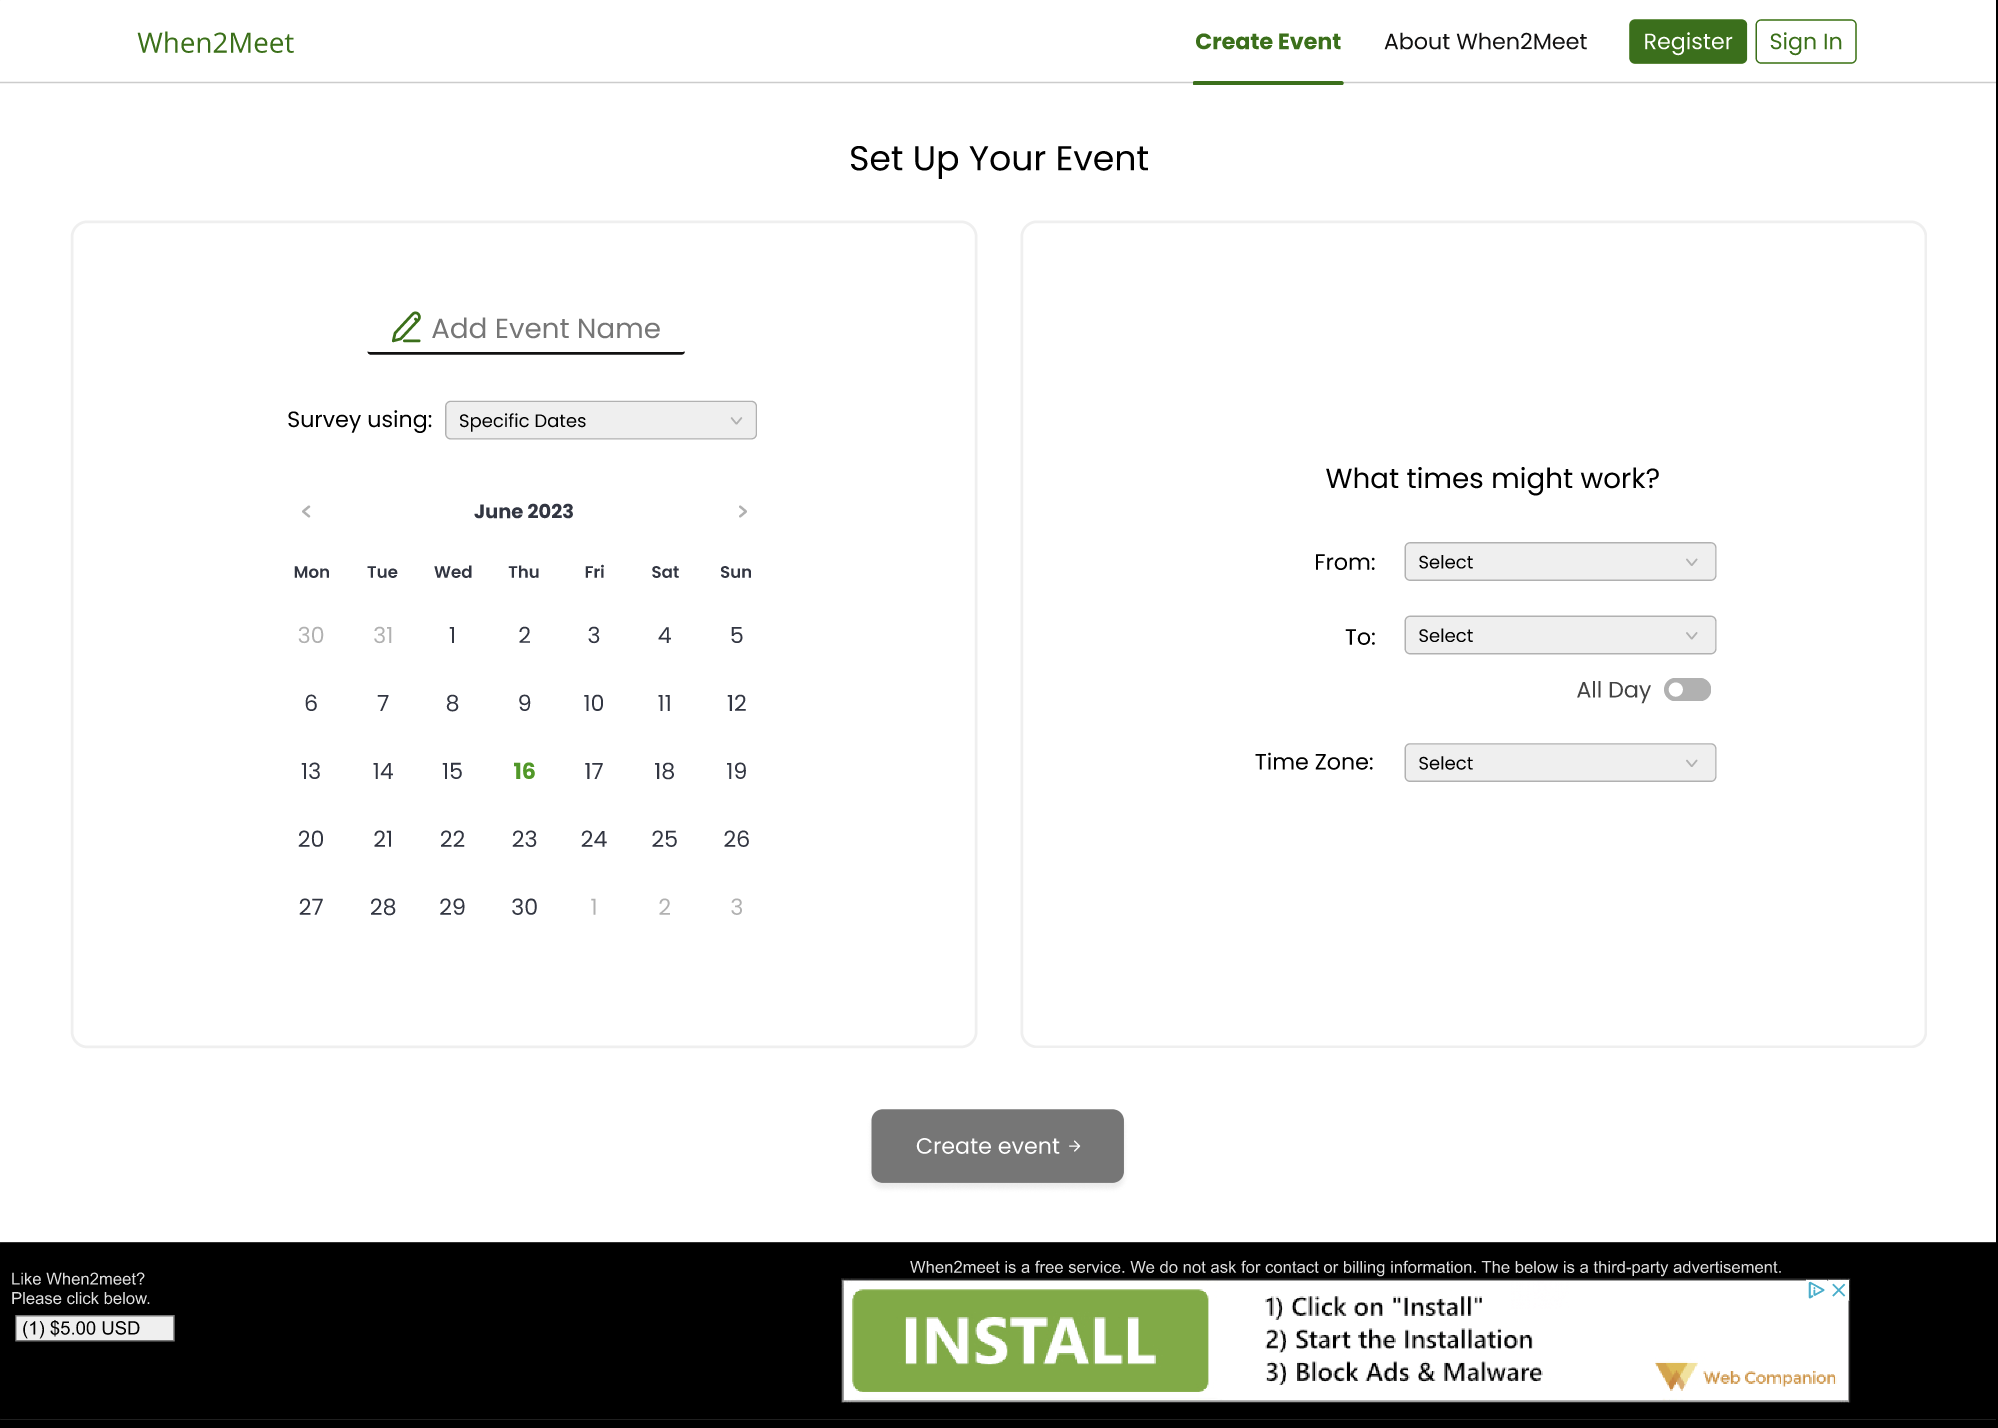 When2Meet
Create Event
About When2Meet
Register
Sign In
Set Up Your Event
Add Event Name
Survey using: Specific Dates
< June 2023 >
Mon Tue Wed Thu Fri Sat Sun
30 31 1 2 3 4 5
6 7 8 9 10 11 12
13 14 15 16 17 18 19
20 21 22 23 24 25 26
27 28 29 30 1 2 3
What times might work?
From: Select
To: Select
All Day
Time Zone: Select
Create event →
Like When2meet?
Please click below.
(1) $5.00 USD
When2meet is a free service. We do not ask for contact or billing information. The below is a third-party advertisement.
INSTALL
1) Click on "Install"
2) Start the Installation
3) Block Ads & Malware
Web Companion